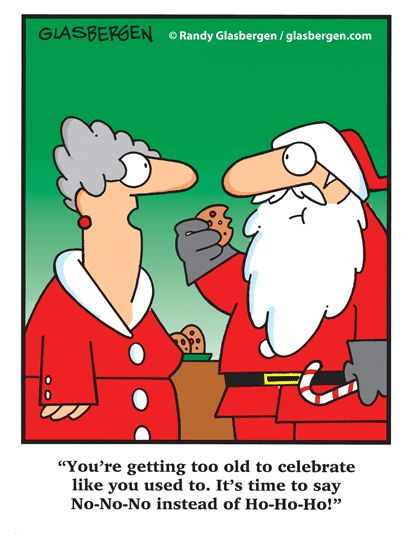 GLASBERGEN
© Randy Glasbergen / glasbergen.com
“You're getting too old to celebrate
like you used to. It's time to say
No-No-No instead of Ho-Ho-Ho!”